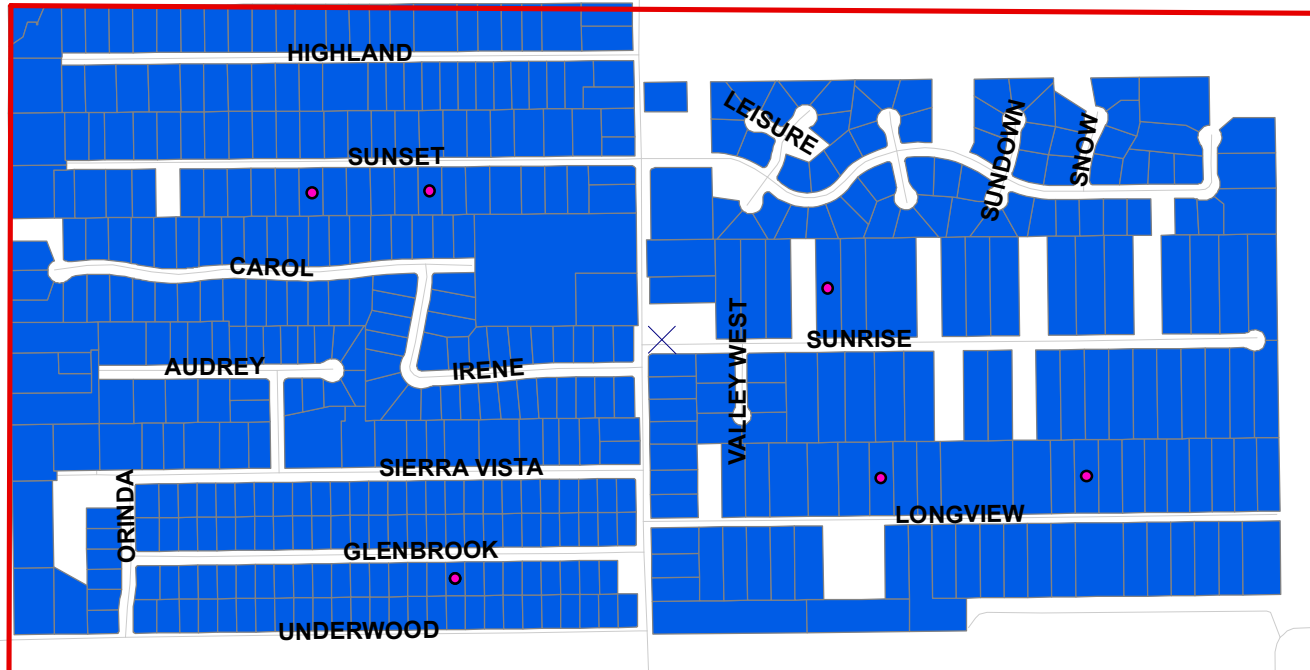 HIGHLAND
LEISURE
SUNDOWN
SNOW
SUNSET
CAROL
VALLEY WEST
SUNRISE
AUDREY
IRENE
SIERRA VISTA
ORINDA
LONGVIEW
GLENBROOK
UNDERWOOD